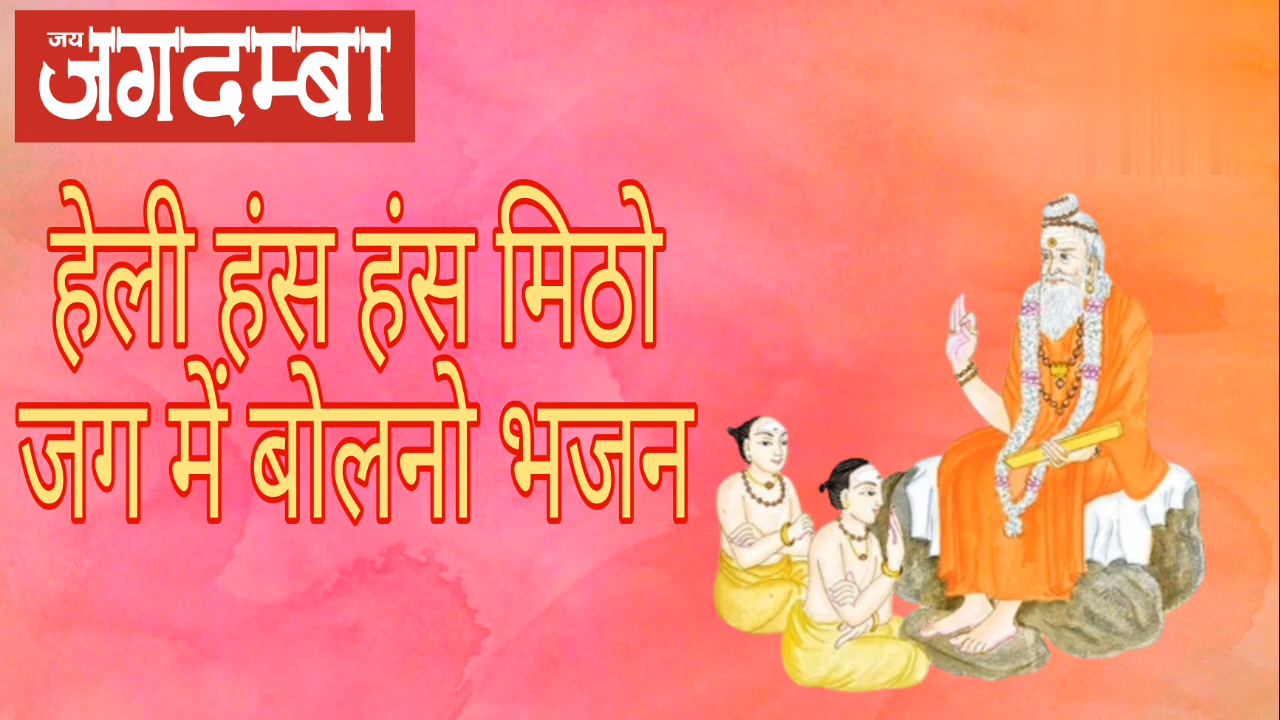 जय
जगदम्बा
हेली हंस हंस मिठो
जग में बोलनो भजन